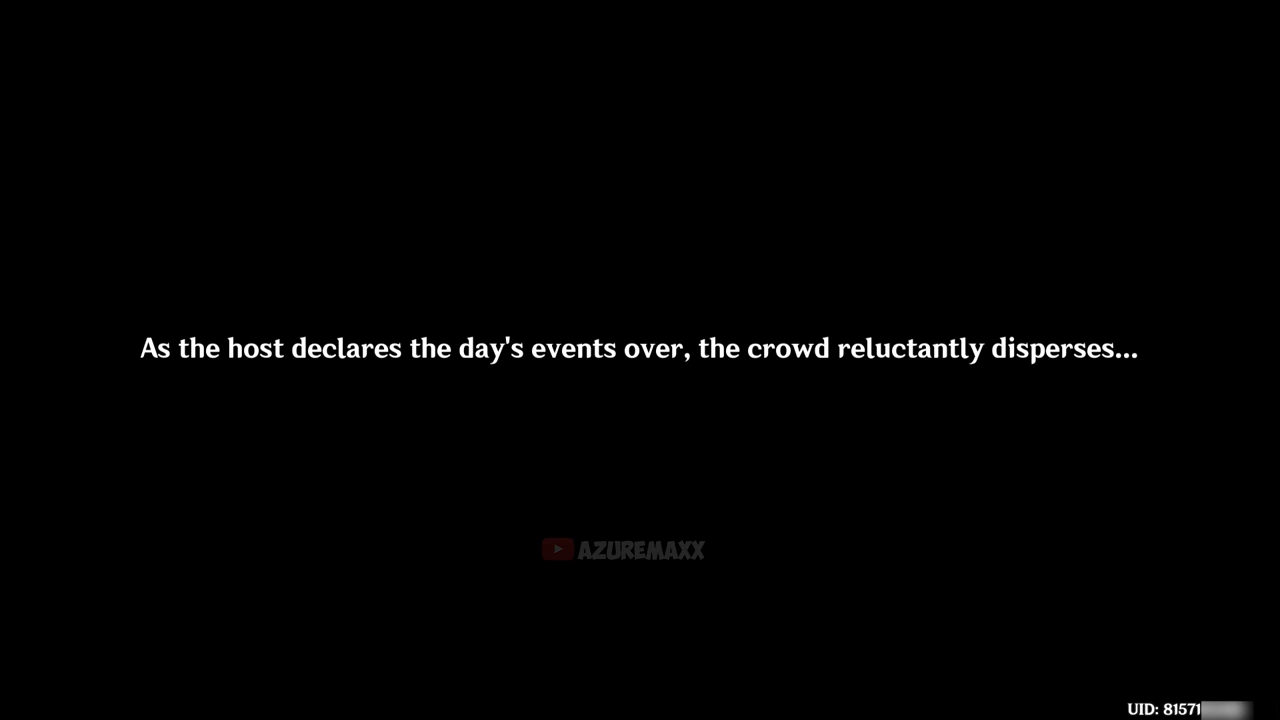 As the host declares the day's events over, the crowd reluctantly disperses...
AZUREMAXX
UID: 81571